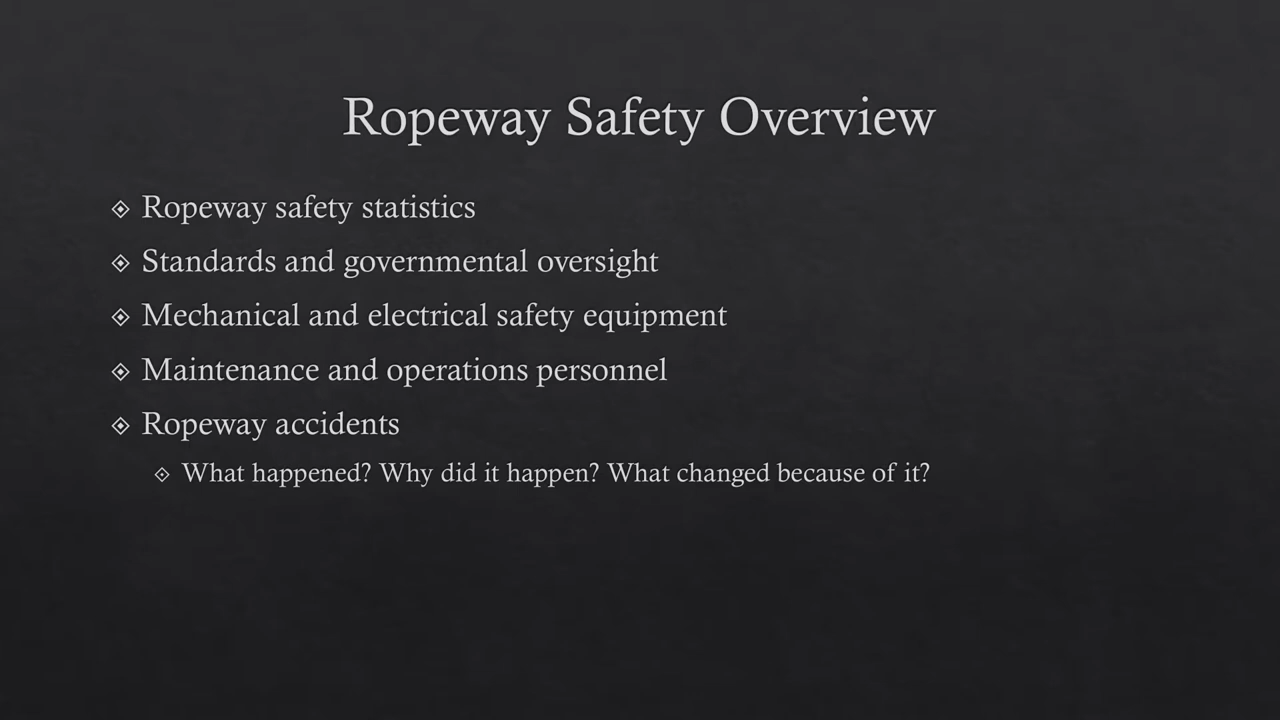 Ropeway Safety Overview
Ropeway safety statistics
Standards and governmental oversight
Mechanical and electrical safety equipment
Maintenance and operations personnel
Ropeway accidents
What happened? Why did it happen? What changed because of it?